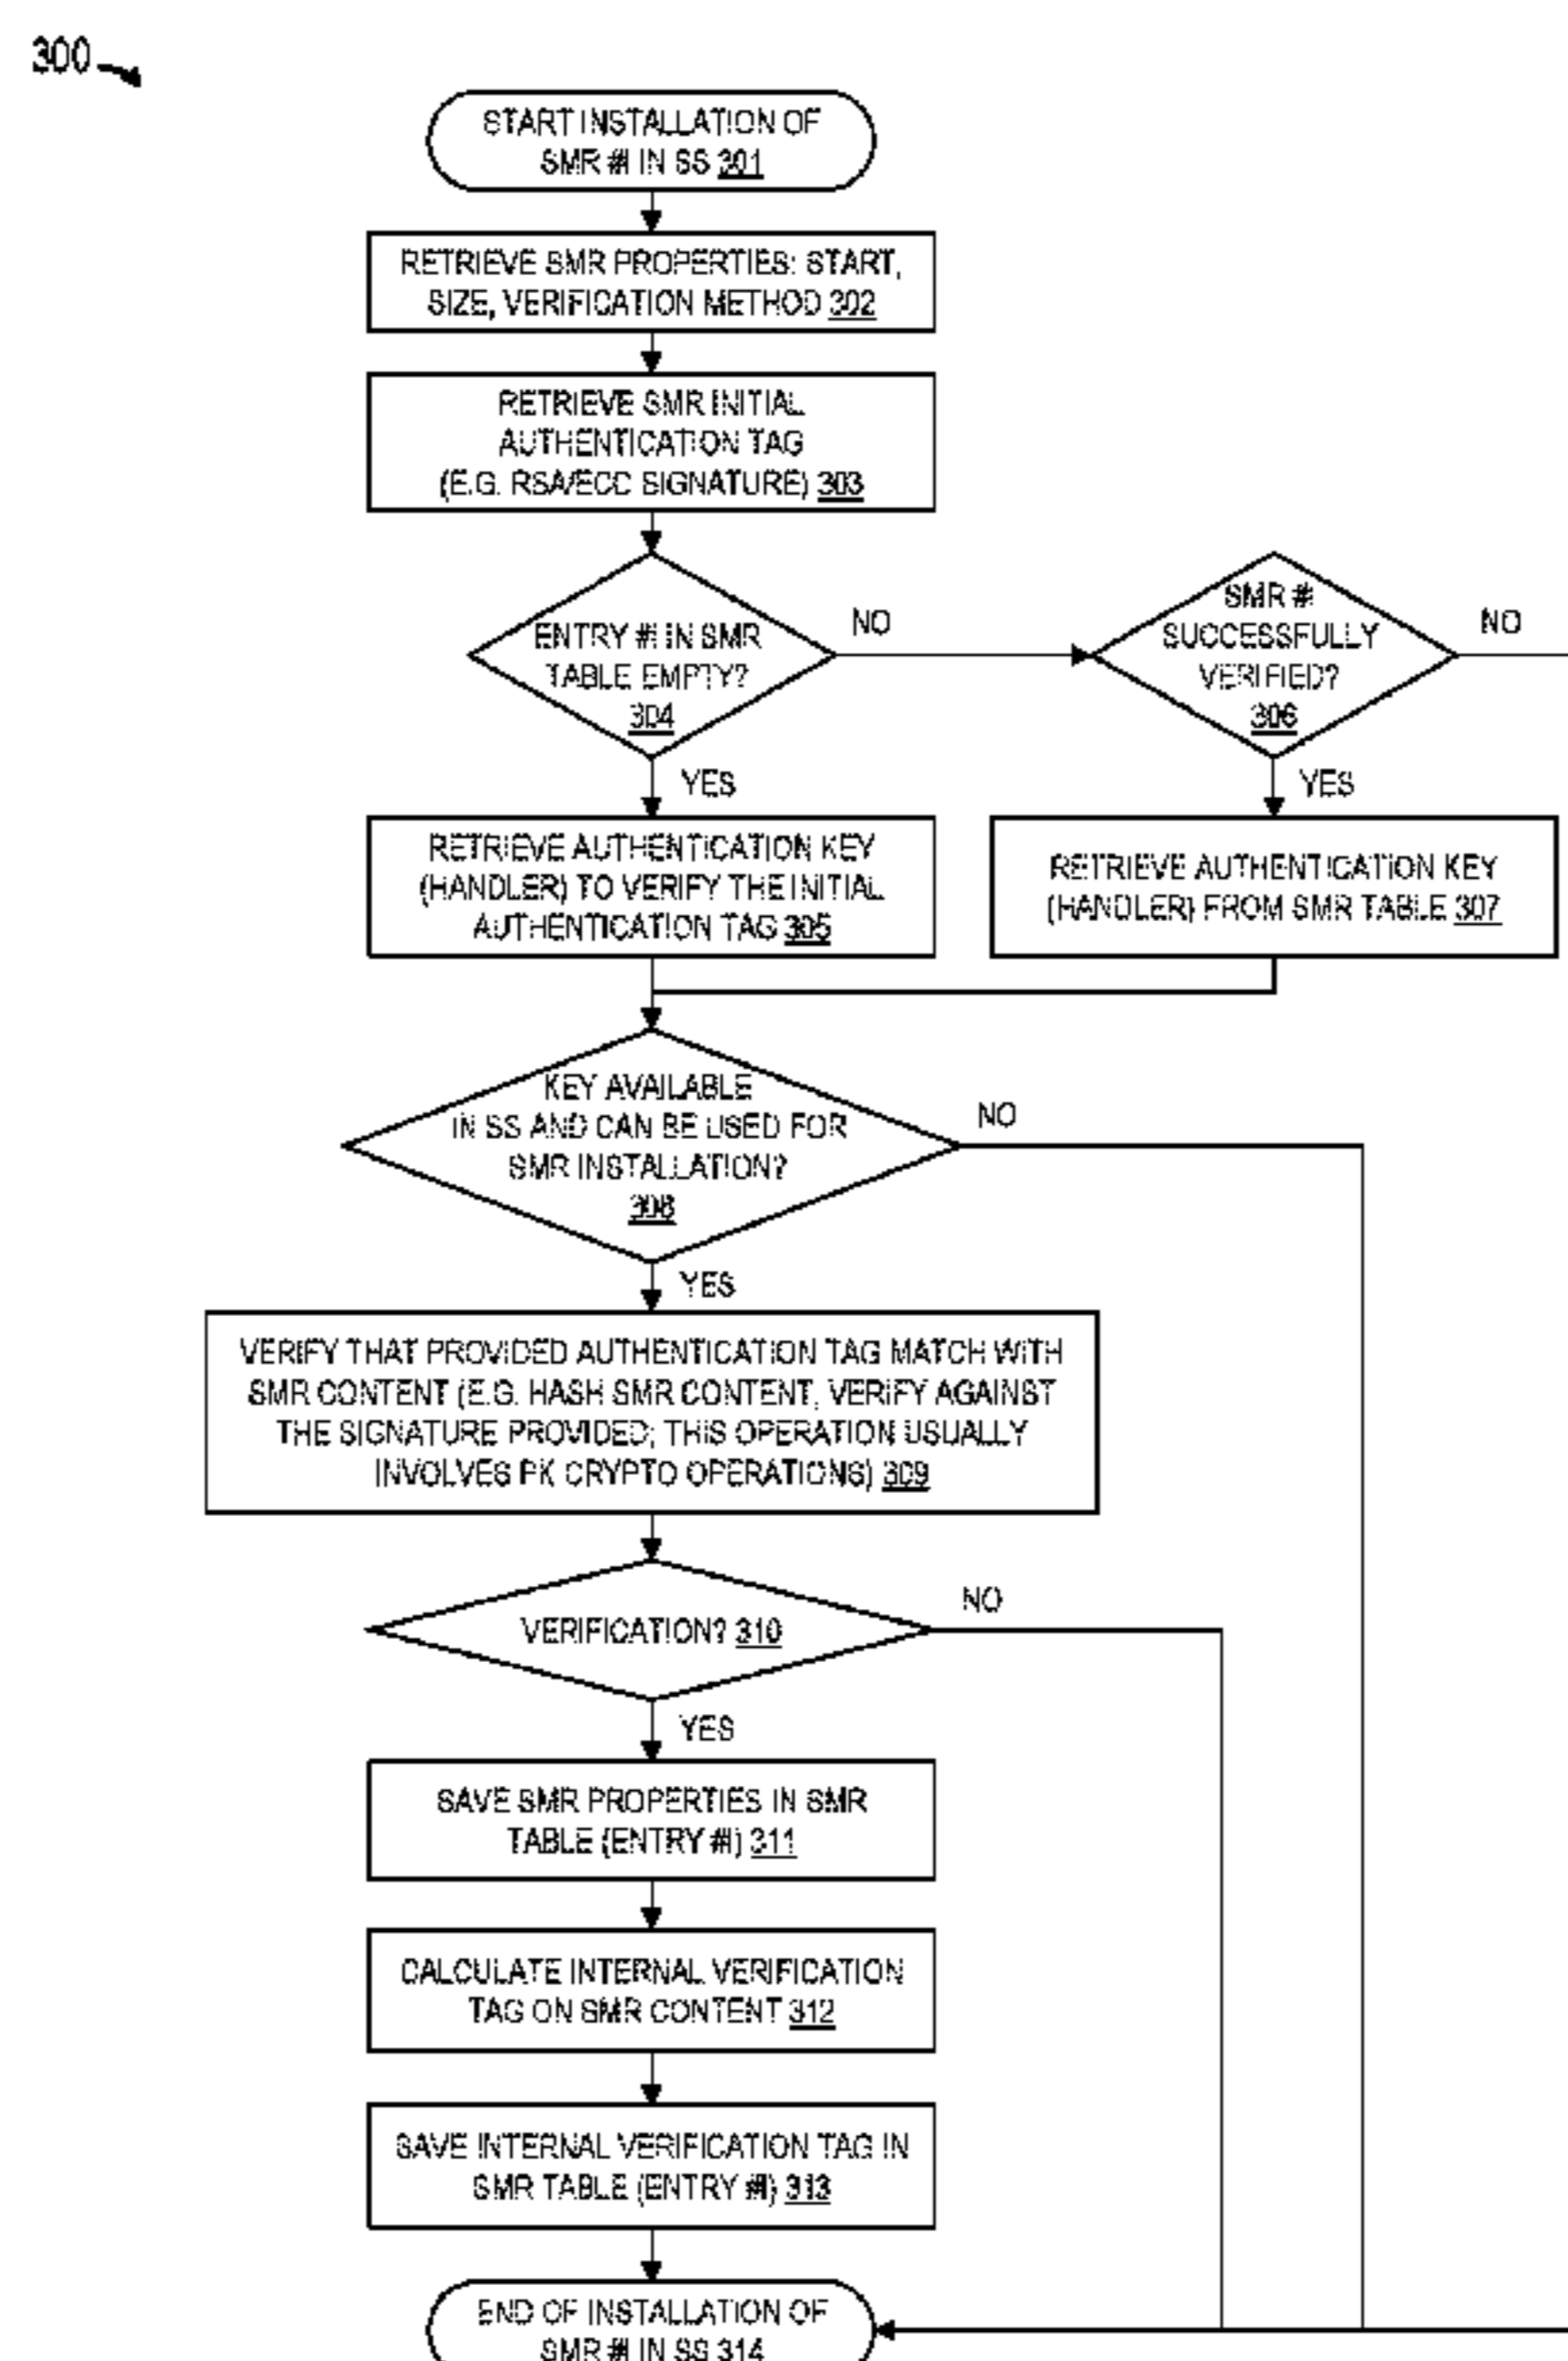 300
START INSTALLATION OF
SMR #I IN SS 301
RETRIEVE SMR PROPERTIES: START,
SIZE, VERIFICATION METHOD 302
RETRIEVE SMR INITIAL
AUTHENTICATION TAG
(E.G. RSA/ECC SIGNATURE) 303
ENTRY #I IN SMR
TABLE EMPTY?
304
NO
SMR #I
SUCCESSFULLY
VERIFIED?
306
NO
YES
YES
RETRIEVE AUTHENTICATION KEY
(HANDLER) TO VERIFY THE INITIAL
AUTHENTICATION TAG 305
RETRIEVE AUTHENTICATION KEY
(HANDLER) FROM SMR TABLE 307
KEY AVAILABLE
IN SS AND CAN BE USED FOR
SMR INSTALLATION?
308
NO
YES
VERIFY THAT PROVIDED AUTHENTICATION TAG MATCH WITH
SMR CONTENT (E.G. HASH SMR CONTENT, VERIFY AGAINST
THE SIGNATURE PROVIDED; THIS OPERATION USUALLY
INVOLVES PK CRYPTO OPERATIONS) 309
VERIFICATION? 310
NO
YES
SAVE SMR PROPERTIES IN SMR
TABLE (ENTRY #I) 311
CALCULATE INTERNAL VERIFICATION
TAG ON SMR CONTENT 312
SAVE INTERNAL VERIFICATION TAG IN
SMR TABLE (ENTRY #I) 313
END OF INSTALLATION OF
SMR #I IN SS 314